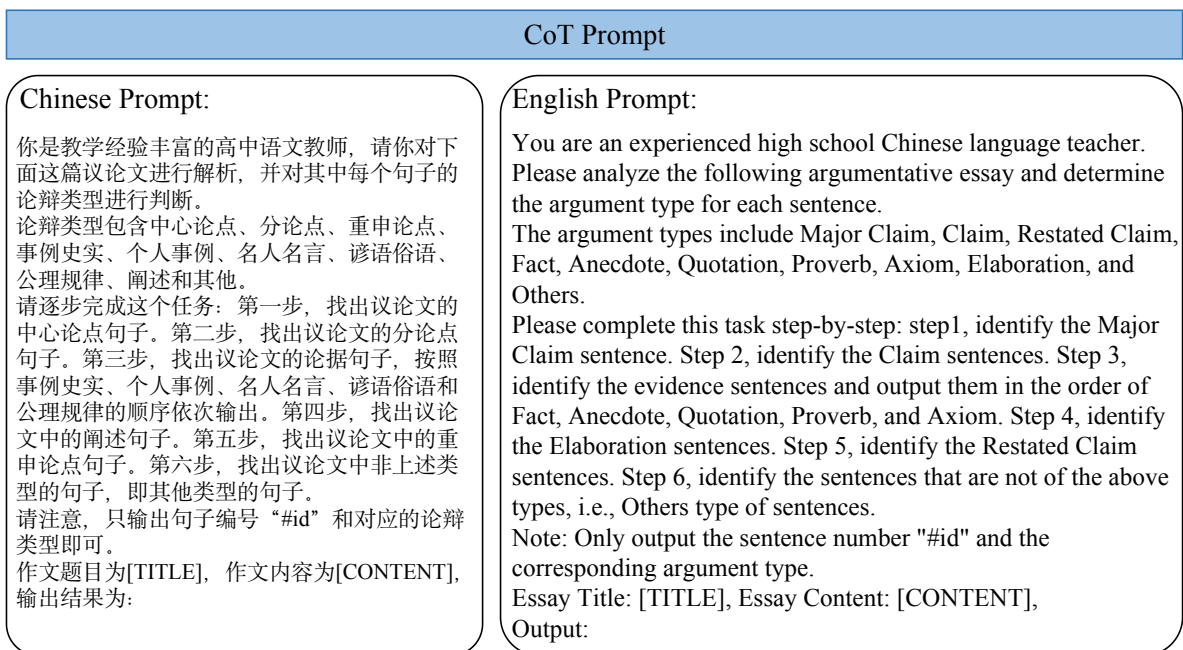 CoT Prompt
Chinese Prompt:
你是教学经验丰富的高中语文教师，请你对下
面这篇议论文进行解析，并对其中每个句子的
论辩类型进行判断。
论辩类型包含中心论点、分论点、重申论点、
事例史实、个人事例、名人名言、谚语俗语、
公理规律、阐述和其他。
请逐步完成这个任务：第一步，找出议论文的
中心论点句子。第二步，找出议论文的分论点
句子。第三步，找出议论文的论据句子，按照
事例史实、个人事例、名人名言、谚语俗语和
公理规律的顺序依次输出。第四步，找出议论
文中的阐述句子。第五步，找出议论文中的重
申论点句子。第六步，找出议论文中非上述类
型的句子，即其他类型的句子。
请注意，只输出句子编号“#id”和对应的论辩
类型即可。
作文题目为[TITLE]，作文内容为[CONTENT],
输出结果为：
English Prompt:
You are an experienced high school Chinese language teacher.
Please analyze the following argumentative essay and determine
the argument type for each sentence.
The argument types include Major Claim, Claim, Restated Claim,
Fact, Anecdote, Quotation, Proverb, Axiom, Elaboration, and
Others.
Please complete this task step-by-step: step1, identify the Major
Claim sentence. Step 2, identify the Claim sentences. Step 3,
identify the evidence sentences and output them in the order of
Fact, Anecdote, Quotation, Proverb, and Axiom. Step 4, identify
the Elaboration sentences. Step 5, identify the Restated Claim
sentences. Step 6, identify the sentences that are not of the above
types, i.e., Others type of sentences.
Note: Only output the sentence number "#id" and the
corresponding argument type.
Essay Title: [TITLE], Essay Content: [CONTENT],
Output: